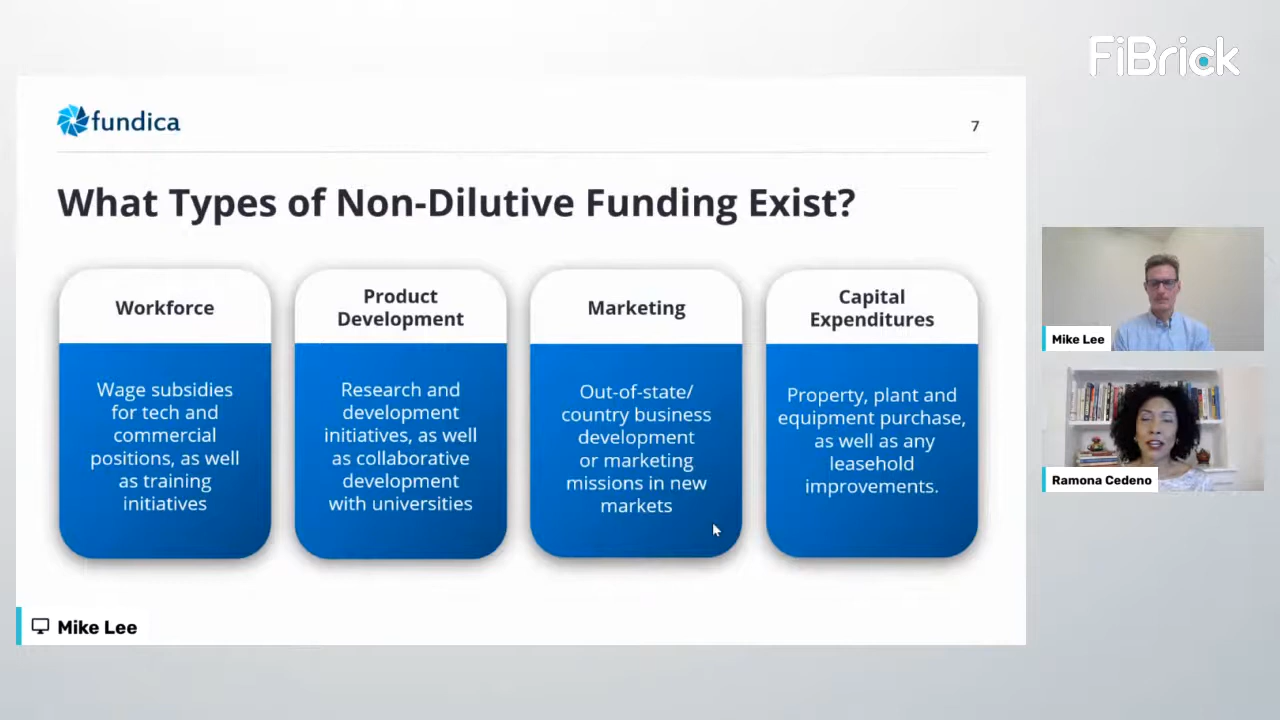 FiBrick
fundica
7
What Types of Non-Dilutive Funding Exist?
Workforce
Wage subsidies
for tech and
commercial
positions, as well
as training
initiatives
Product
Development
Research and
development
initiatives, as well
as collaborative
development
with universities
Marketing
Out-of-state/
country business
development
or marketing
missions in new
markets
Capital
Expenditures
Property, plant and
equipment purchase,
as well as any
leasehold
improvements.
Mike Lee
Ramona Cedeno
Mike Lee